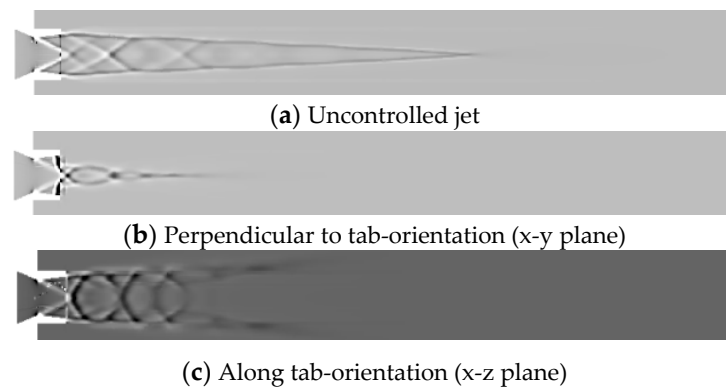 (a) Uncontrolled jet
(b) Perpendicular to tab-orientation (x-y plane)
(c) Along tab-orientation (x-z plane)